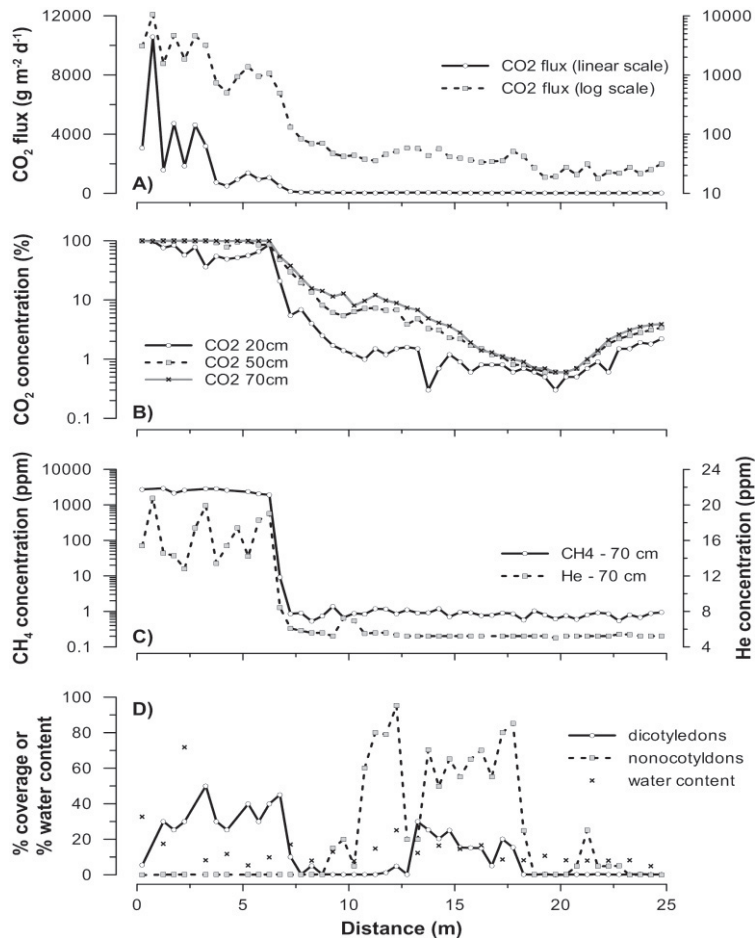 12000
8000
4000
0
CO₂ flux (g m⁻² d⁻¹)
A)
CO2 flux (linear scale)
CO2 flux (log scale)
10000
1000
100
10
100
10
1
0.1
CO₂ concentration (%)
CO2 20cm
CO2 50cm
CO2 70cm
B)
10000
1000
100
10
1
0.1
CH₄ concentration (ppm)
C)
CH4 - 70 cm
He - 70 cm
24
20
16
12
8
4
He concentration (ppm)
100
80
60
40
20
0
% coverage or
% water content
D)
dicotyledons
nonocotyldons
water content
0
5
10
15
20
25
Distance (m)